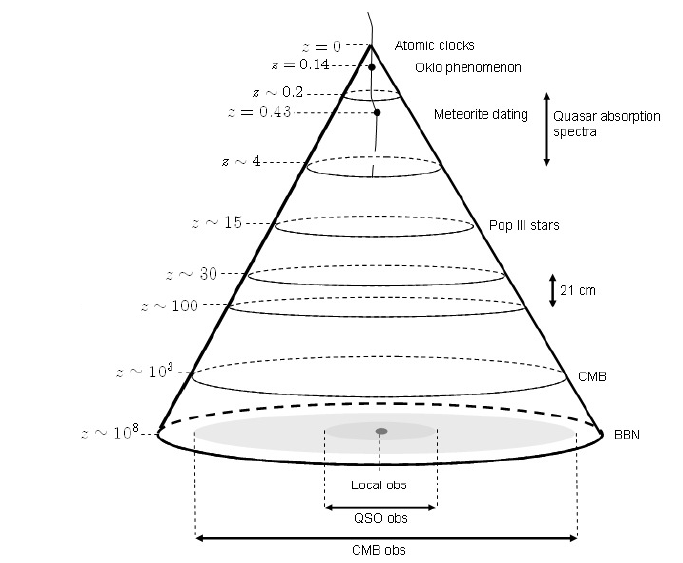 z = 0 Atomic clocks
z = 0.14 Oklo phenomenon
z ∼ 0.2
z = 0.43 Meteorite dating Quasar absorption
spectra
z ∼ 4
z ∼ 15 Pop III stars
z ∼ 30
21 cm
z ∼ 100
z ∼ 10³ CMB
z ∼ 10⁸ BBN
Local obs
QSO obs
CMB obs